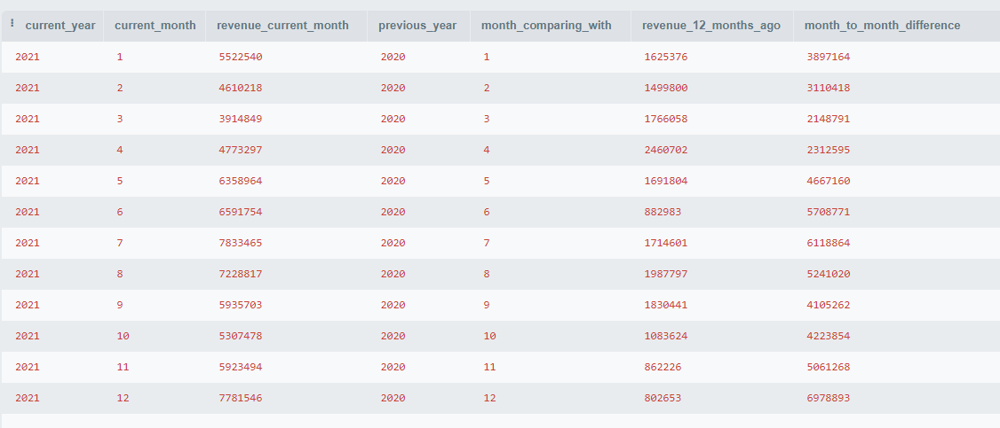 current_year current_month revenue_current_month previous_year month_comparing_with revenue_12_months_ago month_to_month_difference
2021 1 5522540 2020 1 1625376 3897164
2021 2 4610218 2020 2 1499800 3110418
2021 3 3914849 2020 3 1766058 2148791
2021 4 4773297 2020 4 2460702 2312595
2021 5 6358964 2020 5 1691804 4667160
2021 6 6591754 2020 6 882983 5708771
2021 7 7833465 2020 7 1714601 6118864
2021 8 7228817 2020 8 1987797 5241020
2021 9 5935703 2020 9 1830441 4105262
2021 10 5307478 2020 10 1083624 4223854
2021 11 5923494 2020 11 862226 5061268
2021 12 7781546 2020 12 802653 6978893